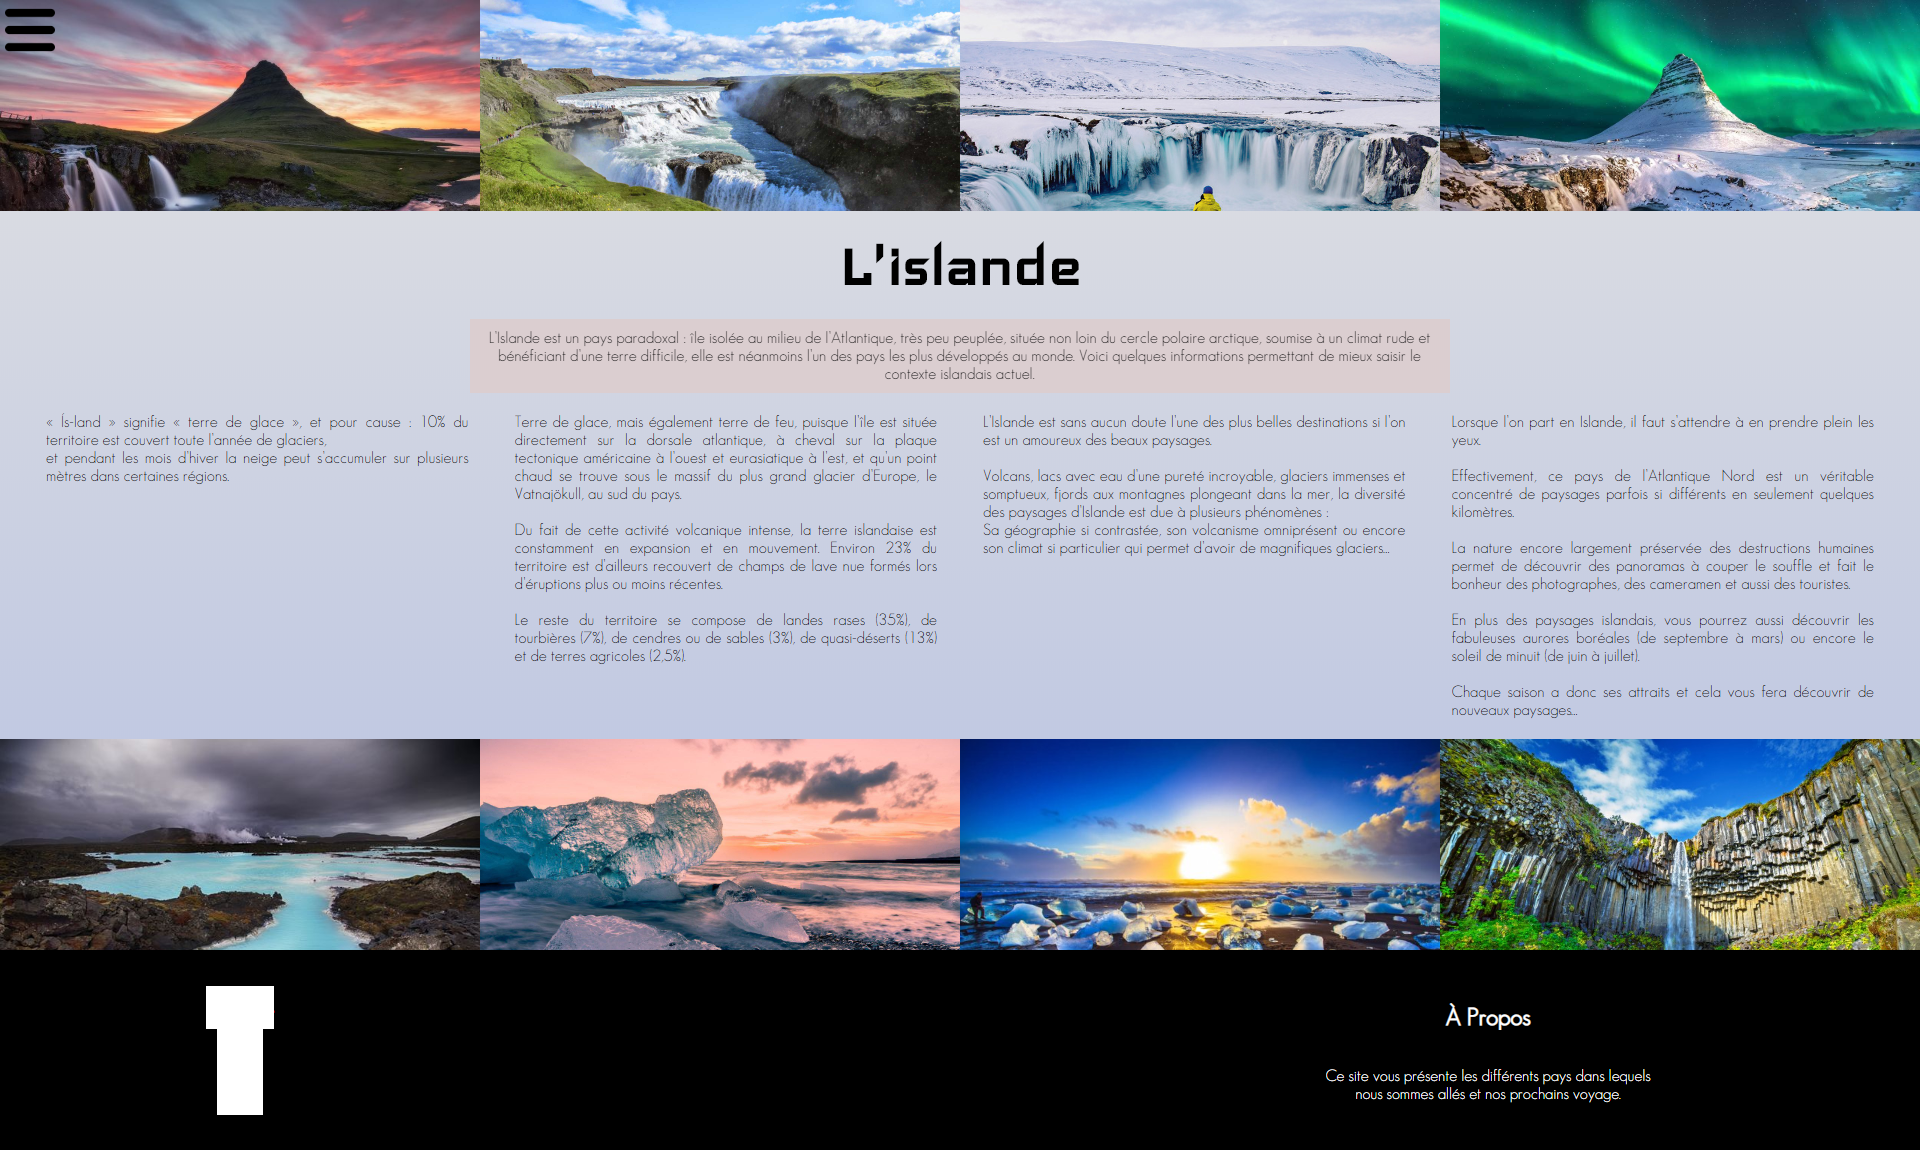 L'islande
L'Islande est un pays paradoxal : île isolée au milieu de l'Atlantique, très peu peuplée, située non loin du cercle polaire arctique, soumise à un climat rude et
bénéficiant d'une terre difficile, elle est néanmoins l'un des pays les plus développés au monde. Voici quelques informations permettant de mieux saisir le
contexte islandais actuel.
« Ís-land » signifie « terre de glace », et pour cause : 10% du
territoire est couvert toute l'année de glaciers,
et pendant les mois d'hiver la neige peut s'accumuler sur plusieurs
mètres dans certaines régions.
Terre de glace, mais également terre de feu, puisque l'île est située
directement sur la dorsale atlantique, à cheval sur la plaque
tectonique américaine à l'ouest et eurasiatique à l'est, et qu'un point
chaud se trouve sous le massif du plus grand glacier d'Europe, le
Vatnajökull, au sud du pays.
Du fait de cette activité volcanique intense, la terre islandaise est
constamment en expansion et en mouvement. Environ 23% du
territoire est d'ailleurs recouvert de champs de lave nue formés lors
d'éruptions plus ou moins récentes.
Le reste du territoire se compose de landes rases (35%), de
tourbières (7%), de cendres ou de sables (3%), de quasi-déserts (13%)
et de terres agricoles (2,5%).
L'Islande est sans aucun doute l'une des plus belles destinations si l'on
est un amoureux des beaux paysages.
Volcans, lacs avec eau d'une pureté incroyable, glaciers immenses et
somptueux, fjords aux montagnes plongeant dans la mer, la diversité
des paysages d'Islande est due à plusieurs phénomènes :
Sa géographie si contrastée, son volcanisme omniprésent ou encore
son climat si particulier qui permet d'avoir de magnifiques glaciers...
Lorsque l'on part en Islande, il faut s'attendre à en prendre plein les
yeux.
Effectivement, ce pays de l'Atlantique Nord est un véritable
concentré de paysages parfois si différents en seulement quelques
kilomètres.
La nature encore largement préservée des destructions humaines
permet de découvrir des panoramas à couper le souffle et fait le
bonheur des photographes, des cameramen et aussi des touristes.
En plus des paysages islandais, vous pourrez aussi découvrir les
fabuleuses aurores boréales (de septembre à mars) ou encore le
soleil de minuit (de juin à juillet).
Chaque saison a donc ses attraits et cela vous fera découvrir de
nouveaux paysages...
À Propos
Ce site vous présente les différents pays dans lequels
nous sommes allés et nos prochains voyage.